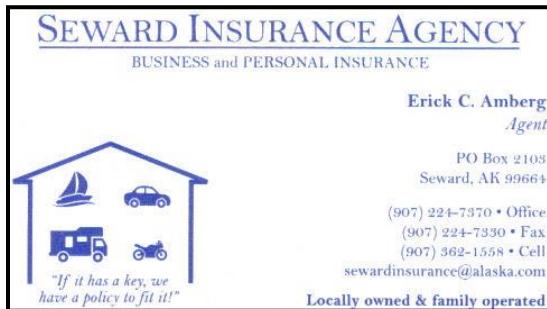 SEWARD INSURANCE AGENCY
BUSINESS and PERSONAL INSURANCE
Erick C. Amberg
Agent
PO Box 2103
Seward, AK 99664
(907) 224-7370 • Office
(907) 224-7330 • Fax
(907) 362-1558 • Cell
sewardinsurance@alaska.com
"If it has a key, we
have a policy to fit it!"
Locally owned & family operated